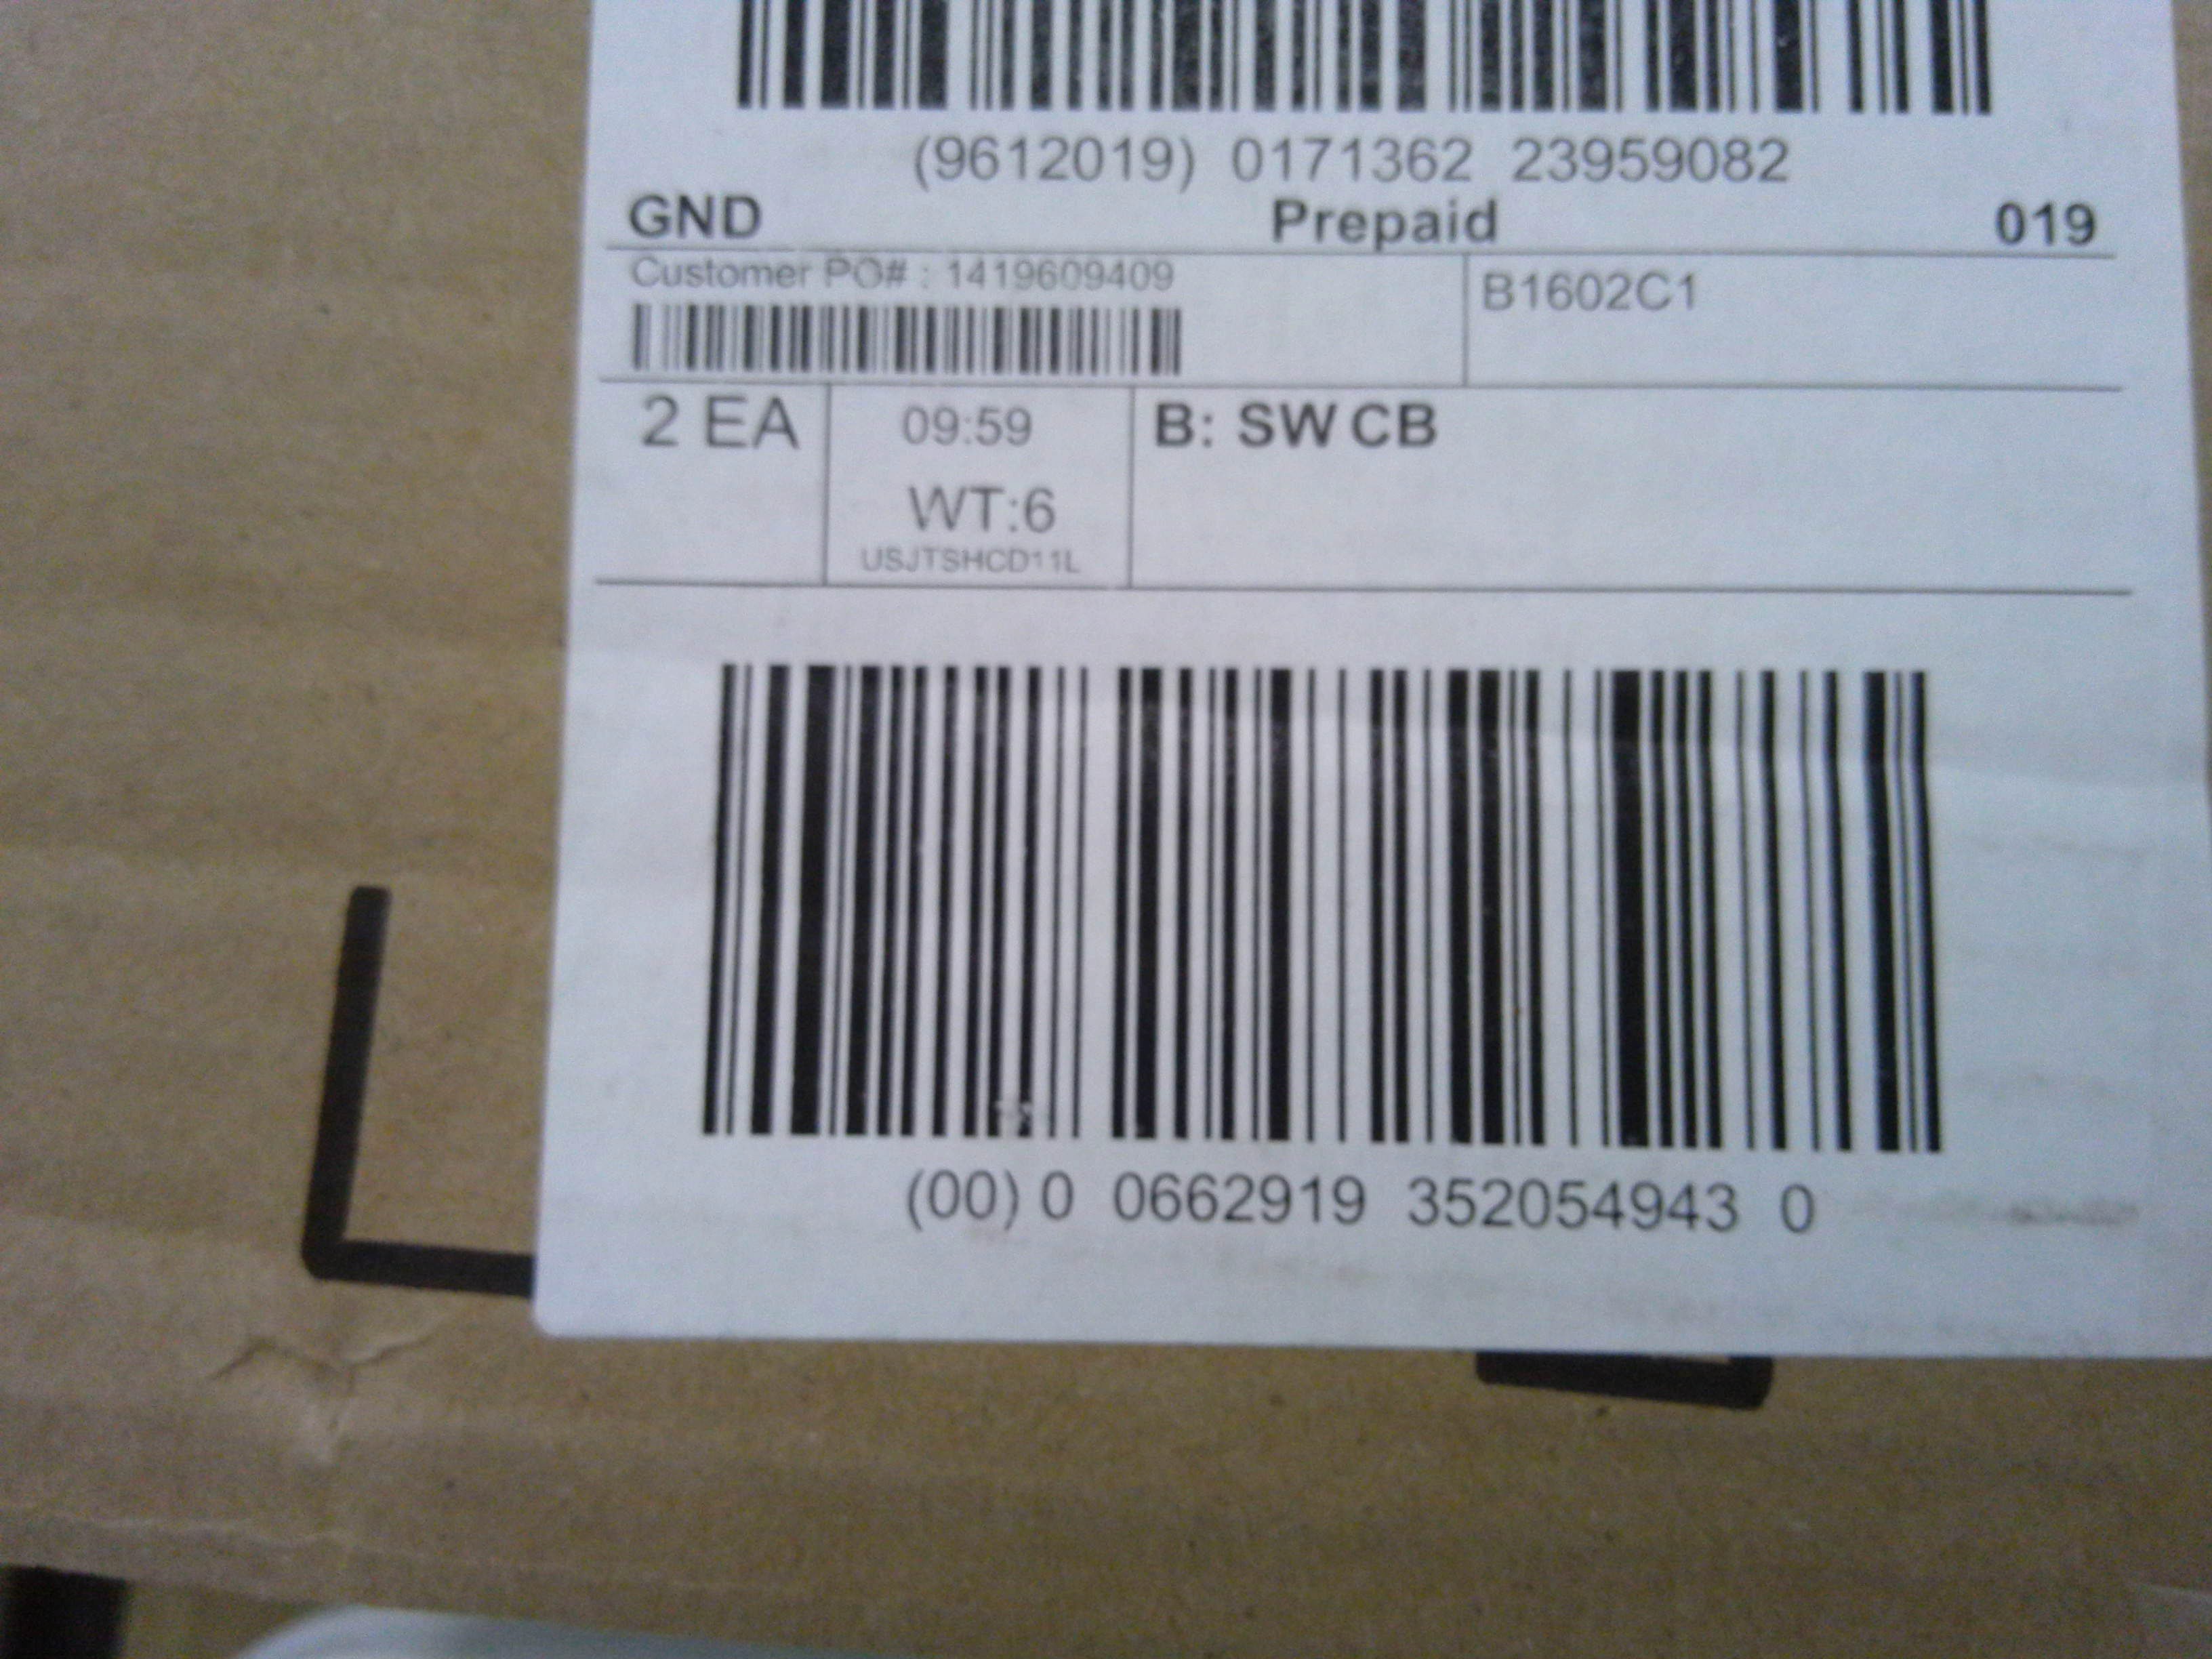 (9612019) 0171362 23959082
GND Prepaid 019
Customer PO# : 1419609409
B1602C1
2 EA
09:59
WT:6
USJTSHCD11L
B: SW CB
(00) 0 0662919 352054943 0